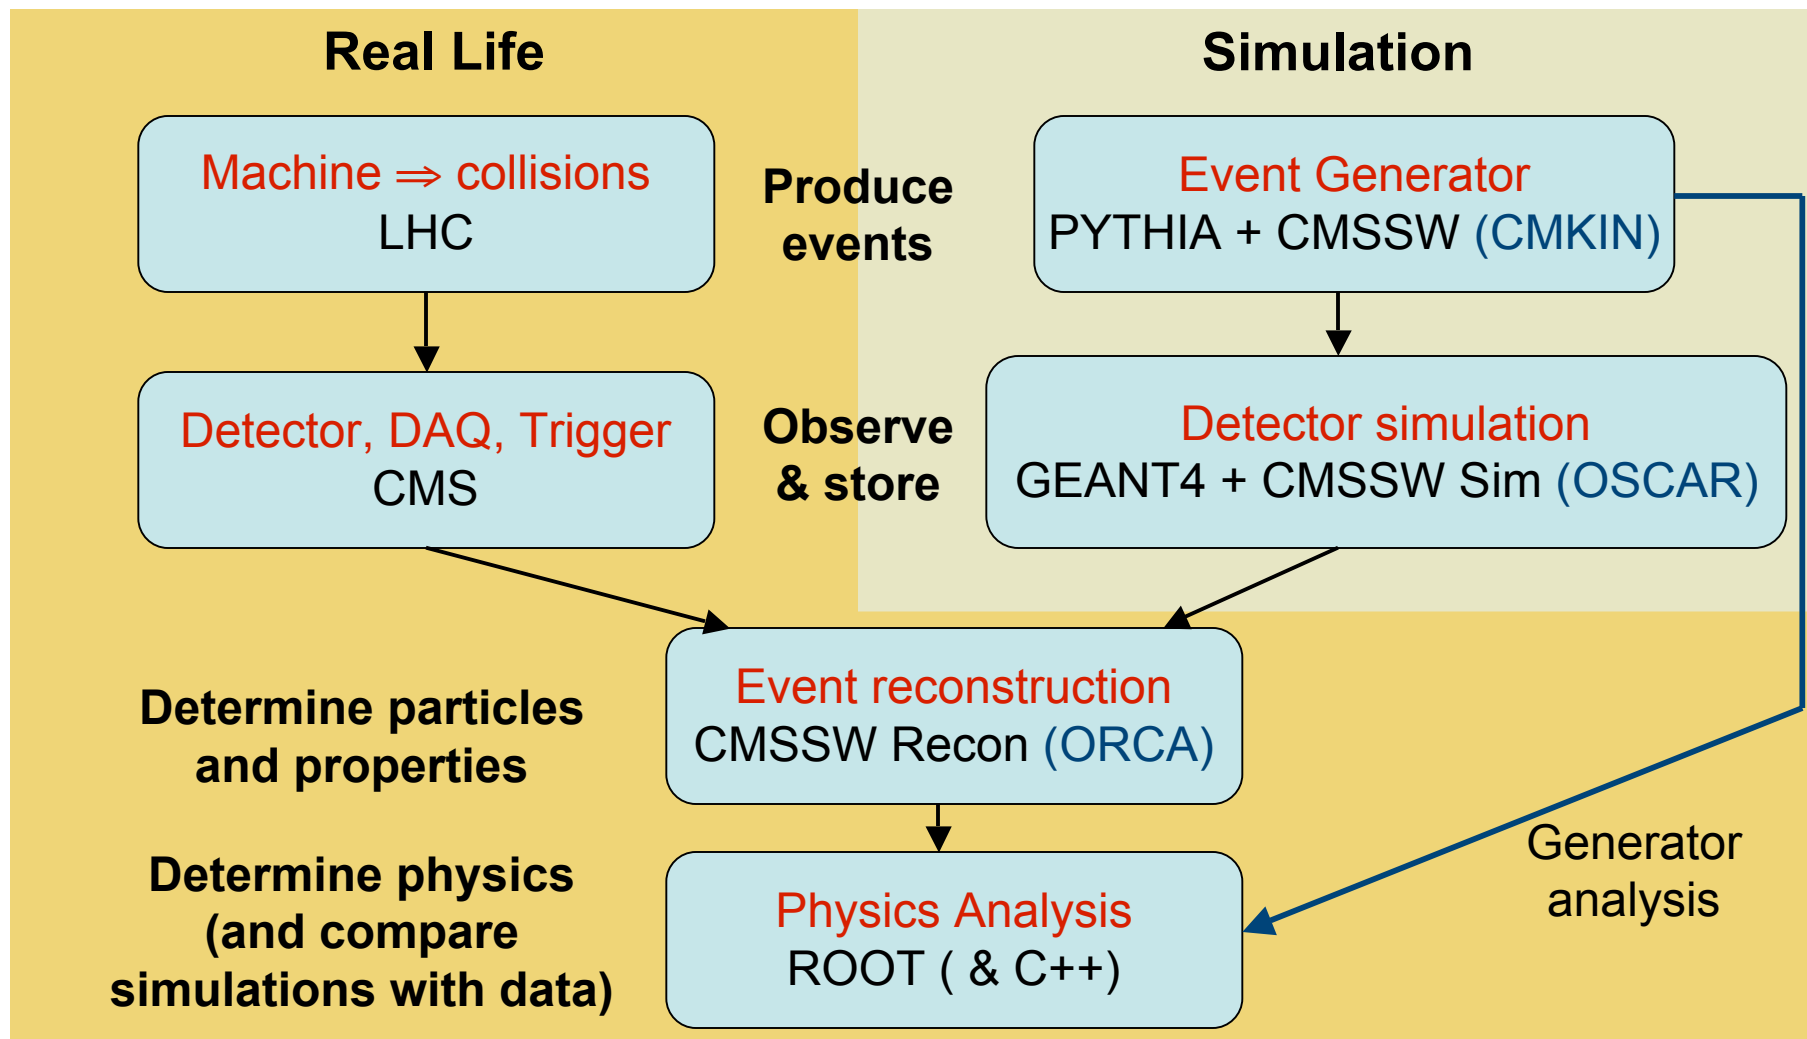 Real Life
Simulation
Machine ⇒ collisions
LHC
Produce
events
Event Generator
PYTHIA + CMSSW (CMKIN)
Detector, DAQ, Trigger
CMS
Observe
& store
Detector simulation
GEANT4 + CMSSW Sim (OSCAR)
Determine particles
and properties
Event reconstruction
CMSSW Recon (ORCA)
Determine physics
(and compare
simulations with data)
Physics Analysis
ROOT ( & C++)
Generator
analysis